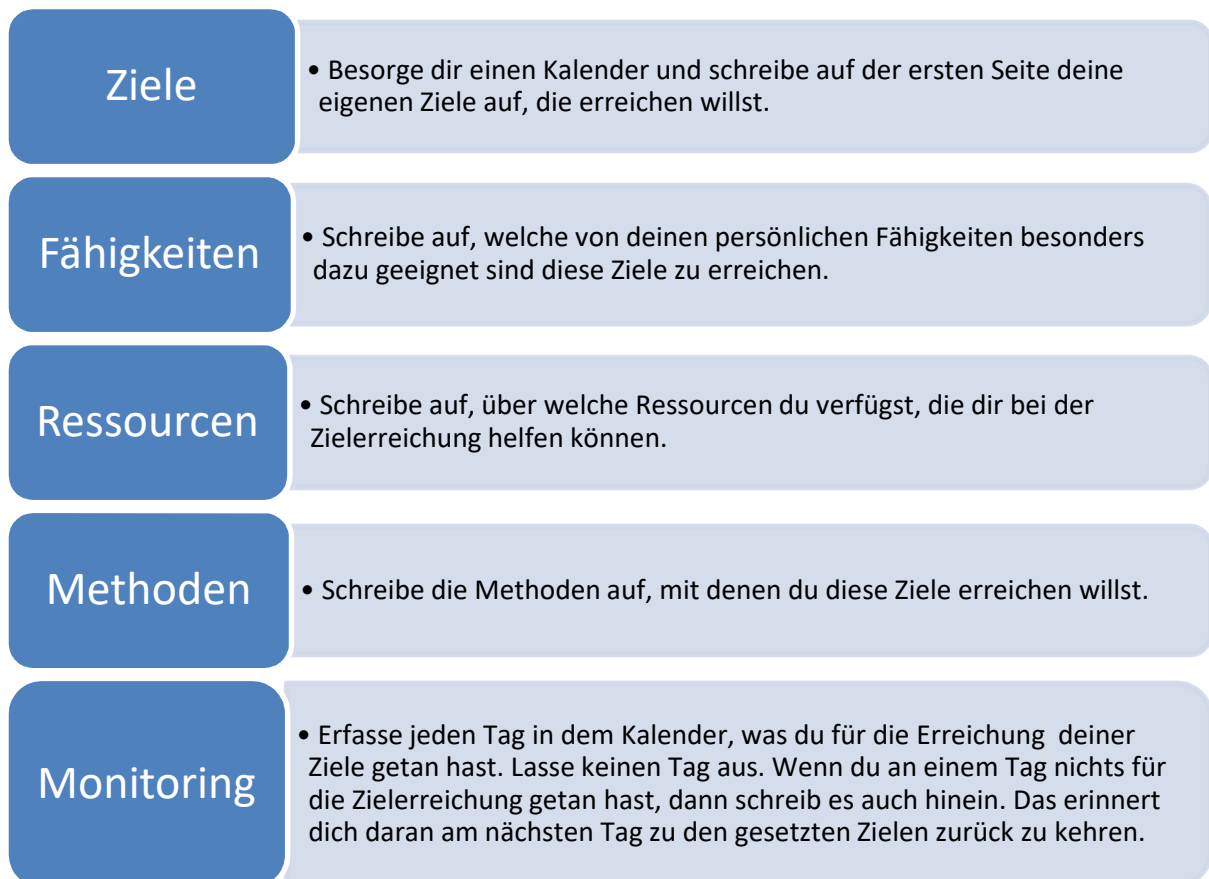 Ziele
• Besorge dir einen Kalender und schreibe auf der ersten Seite deine
eigenen Ziele auf, die erreichen willst.
Fähigkeiten
• Schreibe auf, welche von deinen persönlichen Fähigkeiten besonders
dazu geeignet sind diese Ziele zu erreichen.
Ressourcen
• Schreibe auf, über welche Ressourcen du verfügst, die dir bei der
Zielerreichung helfen können.
Methoden
• Schreibe die Methoden auf, mit denen du diese Ziele erreichen willst.
Monitoring
• Erfasse jeden Tag in dem Kalender, was du für die Erreichung deiner
Ziele getan hast. Lasse keinen Tag aus. Wenn du an einem Tag nichts für
die Zielerreichung getan hast, dann schreib es auch hinein. Das erinnert
dich daran am nächsten Tag zu den gesetzten Zielen zurück zu kehren.